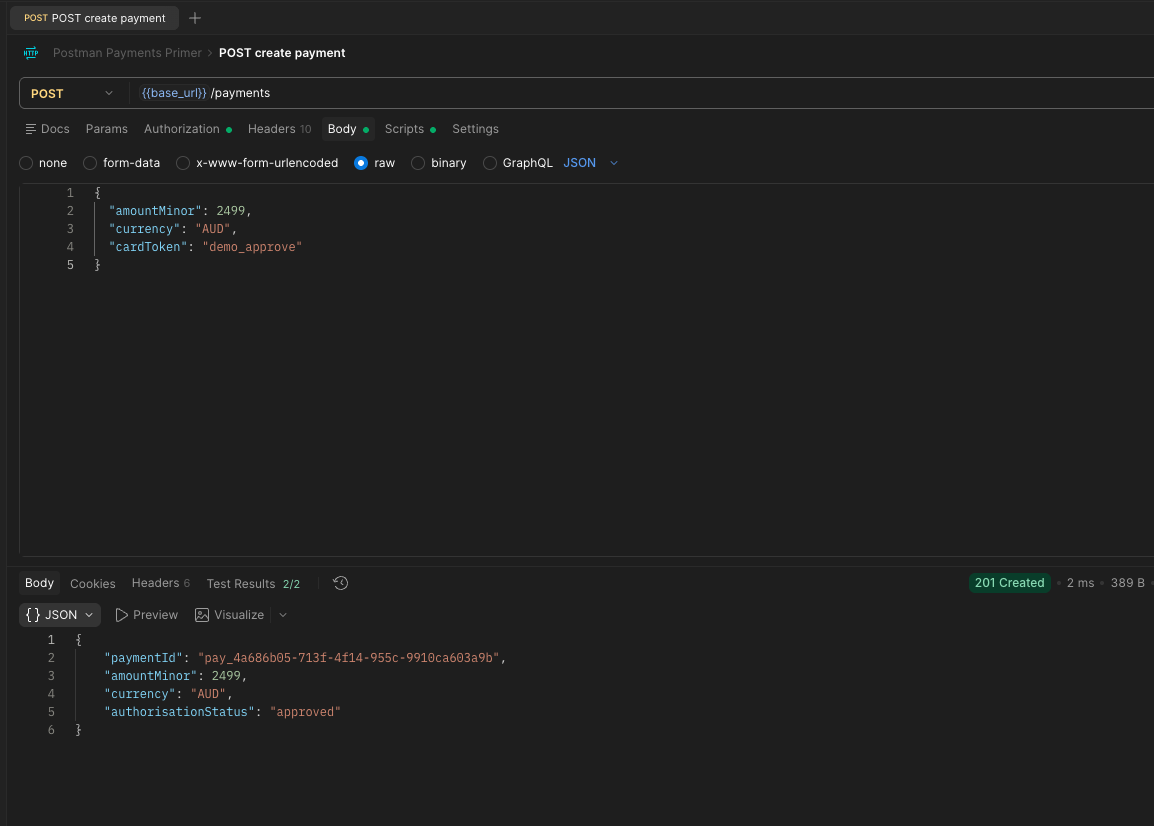 POST POST create payment
HTTP Postman Payments Primer > POST create payment
POST {{base_url}} /payments
Docs Params Authorization Headers 10 Body Scripts Settings
none form-data x-www-form-urlencoded raw binary GraphQL JSON
1 {
2 "amountMinor": 2499,
3 "currency": "AUD",
4 "cardToken": "demo_approve"
5 }
Body Cookies Headers 6 Test Results 2/2 201 Created 2 ms 389 B
{} JSON Preview Visualize
1 {
2 "paymentId": "pay_4a686b05-713f-4f14-955c-9910ca603a9b",
3 "amountMinor": 2499,
4 "currency": "AUD",
5 "authorisationStatus": "approved"
6 }